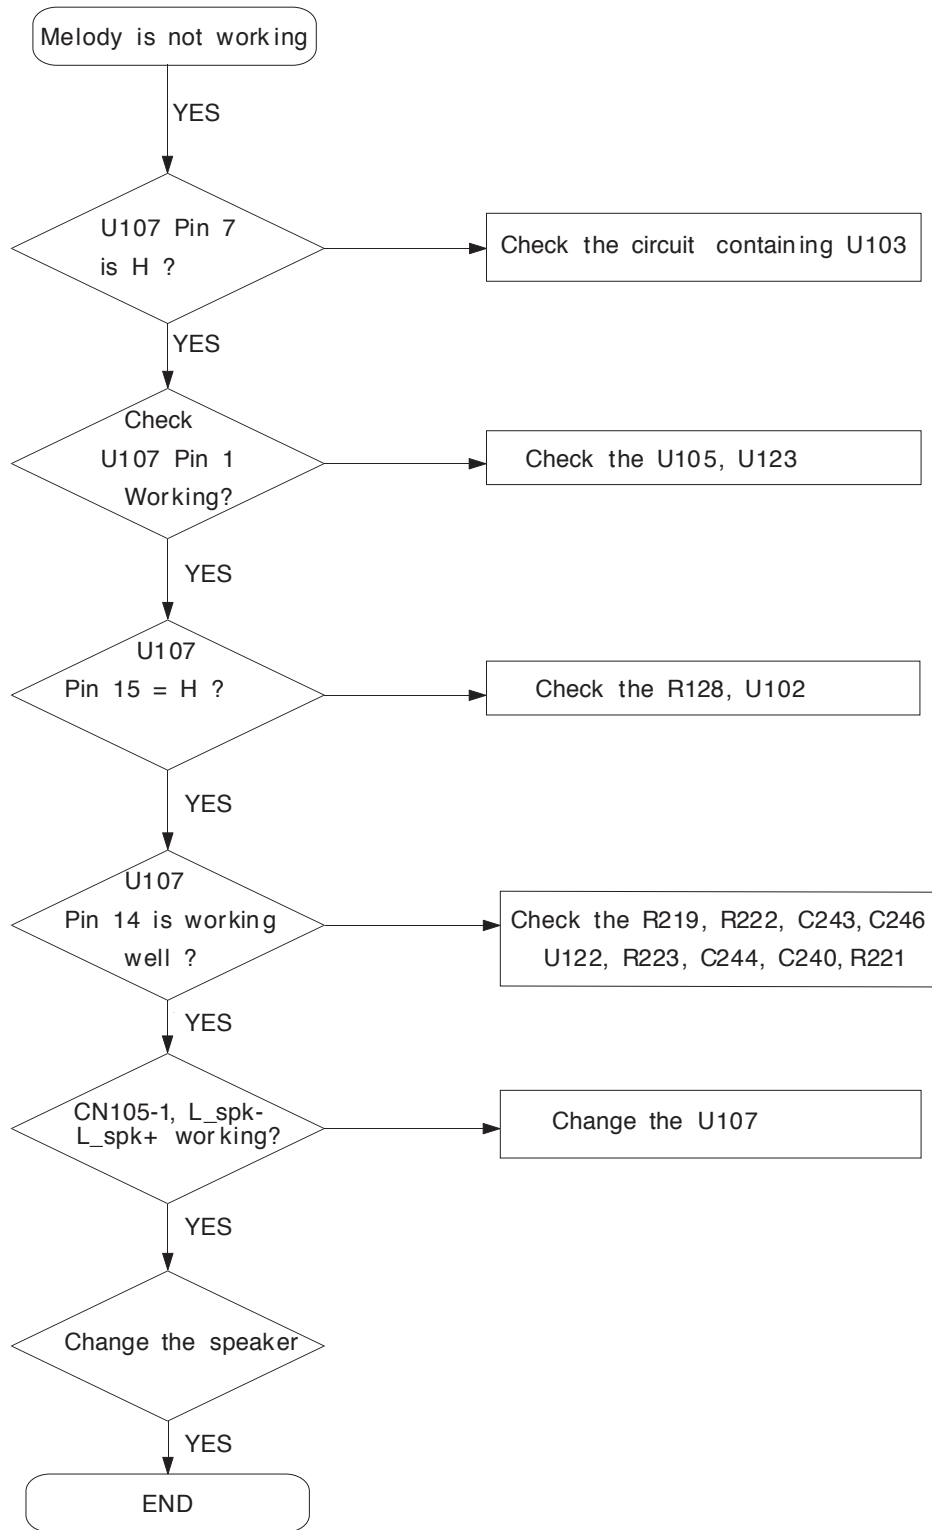 Melody is not working
YES
U107 Pin 7
is H ?
Check the circuit containing U103
YES
Check
U107 Pin 1
Working?
Check the U105, U123
YES
U107
Pin 15 = H ?
Check the R128, U102
YES
U107
Pin 14 is working
well ?
Check the R219, R222, C243, C246
U122, R223, C244, C240, R221
YES
CN105-1, L_spk-
L_spk+ working?
Change the U107
YES
Change the speaker
YES
END